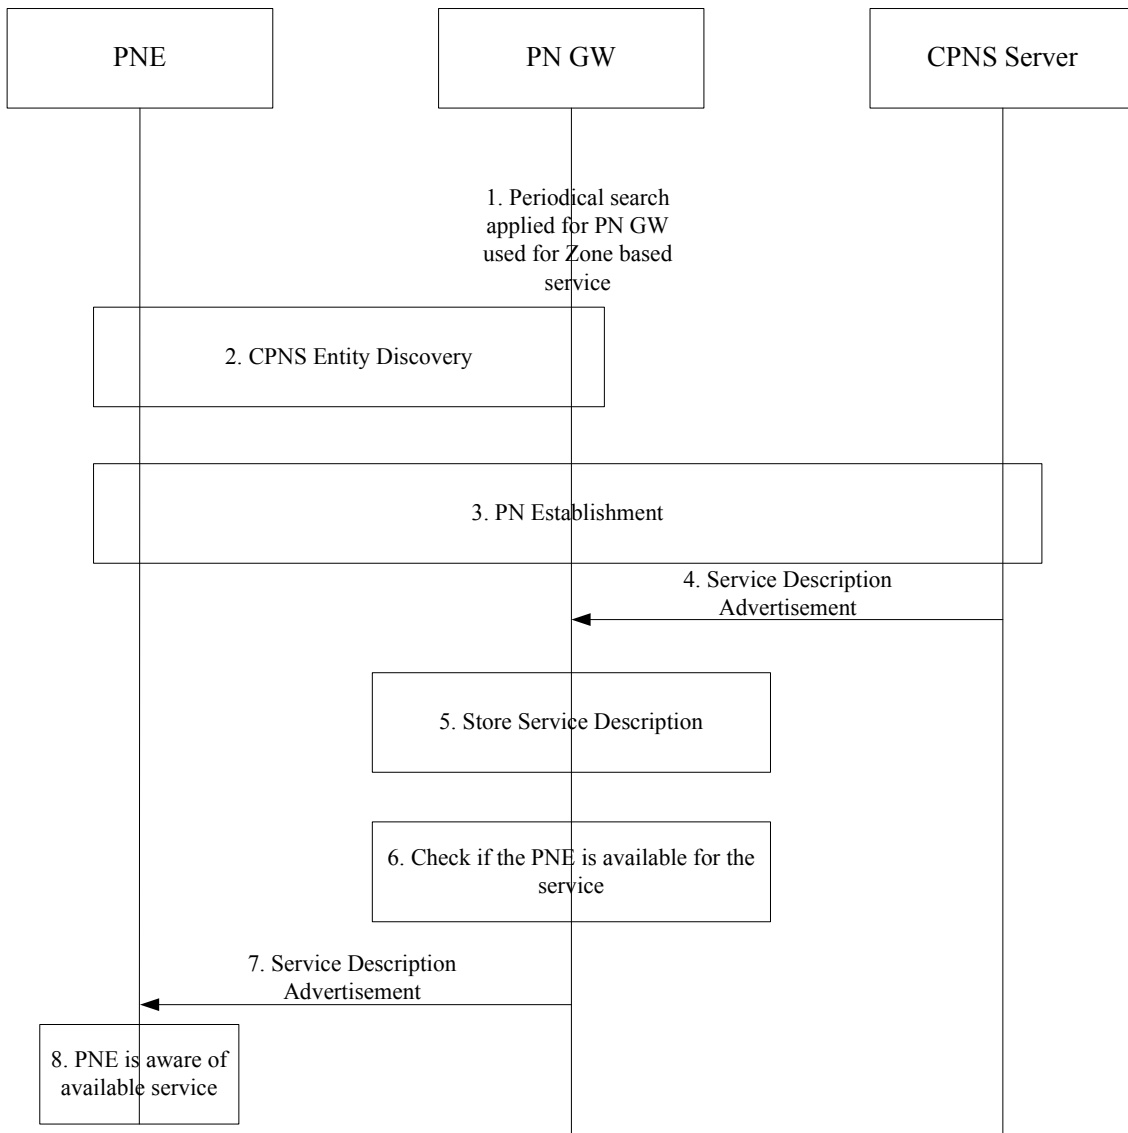 PNE
PN GW
CPNS Server
1. Periodical search
applied for PN GW
used for Zone based
service
2. CPNS Entity Discovery
3. PN Establishment
4. Service Description
Advertisement
5. Store Service Description
6. Check if the PNE is available for the
service
7. Service Description
Advertisement
8. PNE is aware of
available service